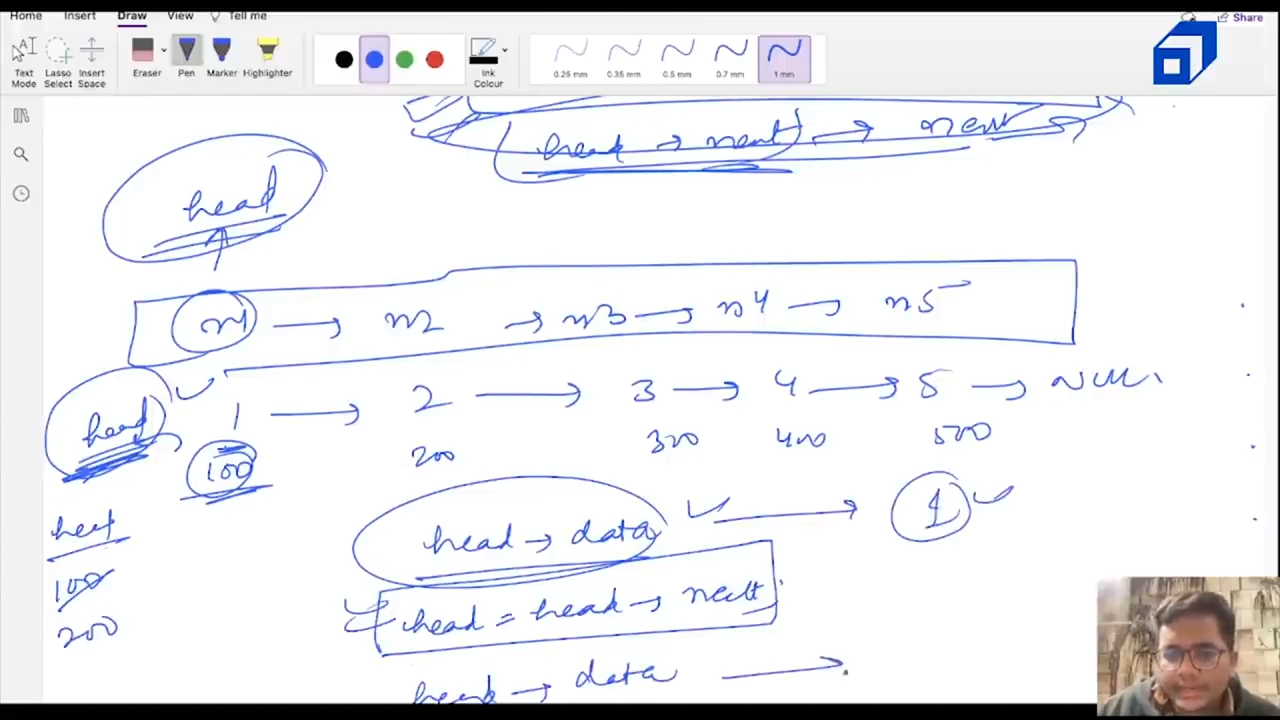 Home Insert Draw View Tell me Share
Text Mode Lasso Select Insert Space Eraser Pen Marker Highlighter Ink Colour 0.25 mm 0.35 mm 0.5 mm 0.7 mm 1 mm
head → next → next
head
n1 → n2 → n3 → n4 → n5
head 1 → 2 → 3 → 4 → 5 → NULL
100 200 300 400 500
head → data → 1
head
100
head = head → next
200
head → data →